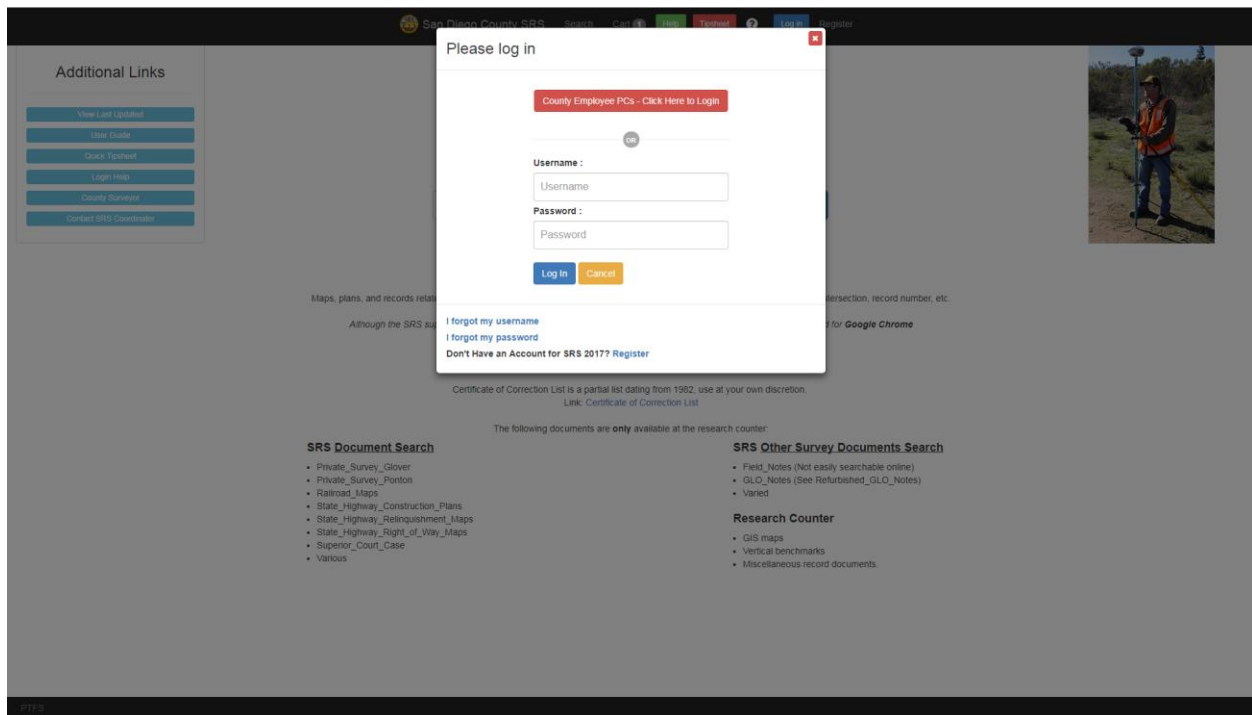 San Diego County SRS Search Cart 1 Help Tipsheet ? Log in Register
Please log in
Additional Links
View Last Updated
User Guide
Quick Tipsheet
Login Help
County Surveyor
Contact SRS Coordinator
County Employee PCs - Click Here to Login
OR
Username :
Username
Password :
Password
Log In Cancel
Maps, plans, and records intersection, record number, etc.
Although the SRS for Google Chrome
I forgot my username
I forgot my password
Don't Have an Account for SRS 2017? Register
Certificate of Correction List is a partial list dating from 1982, use at your own discretion.
Link: Certificate of Correction List
The following documents are only available at the research counter:
SRS Document Search
• Private_Survey_Glover
• Private_Survey_Ponton
• Railroad_Maps
• State_Highway_Construction_Plans
• State_Highway_Relinquishment_Maps
• State_Highway_Right_of_Way_Maps
• Superior_Court_Case
• Various
SRS Other Survey Documents Search
• Field_Notes (Not easily searchable online)
• GLO_Notes (See Refurbished_GLO_Notes)
• Varied
Research Counter
• GIS maps
• Vertical benchmarks
• Miscellaneous record documents.
PTFS